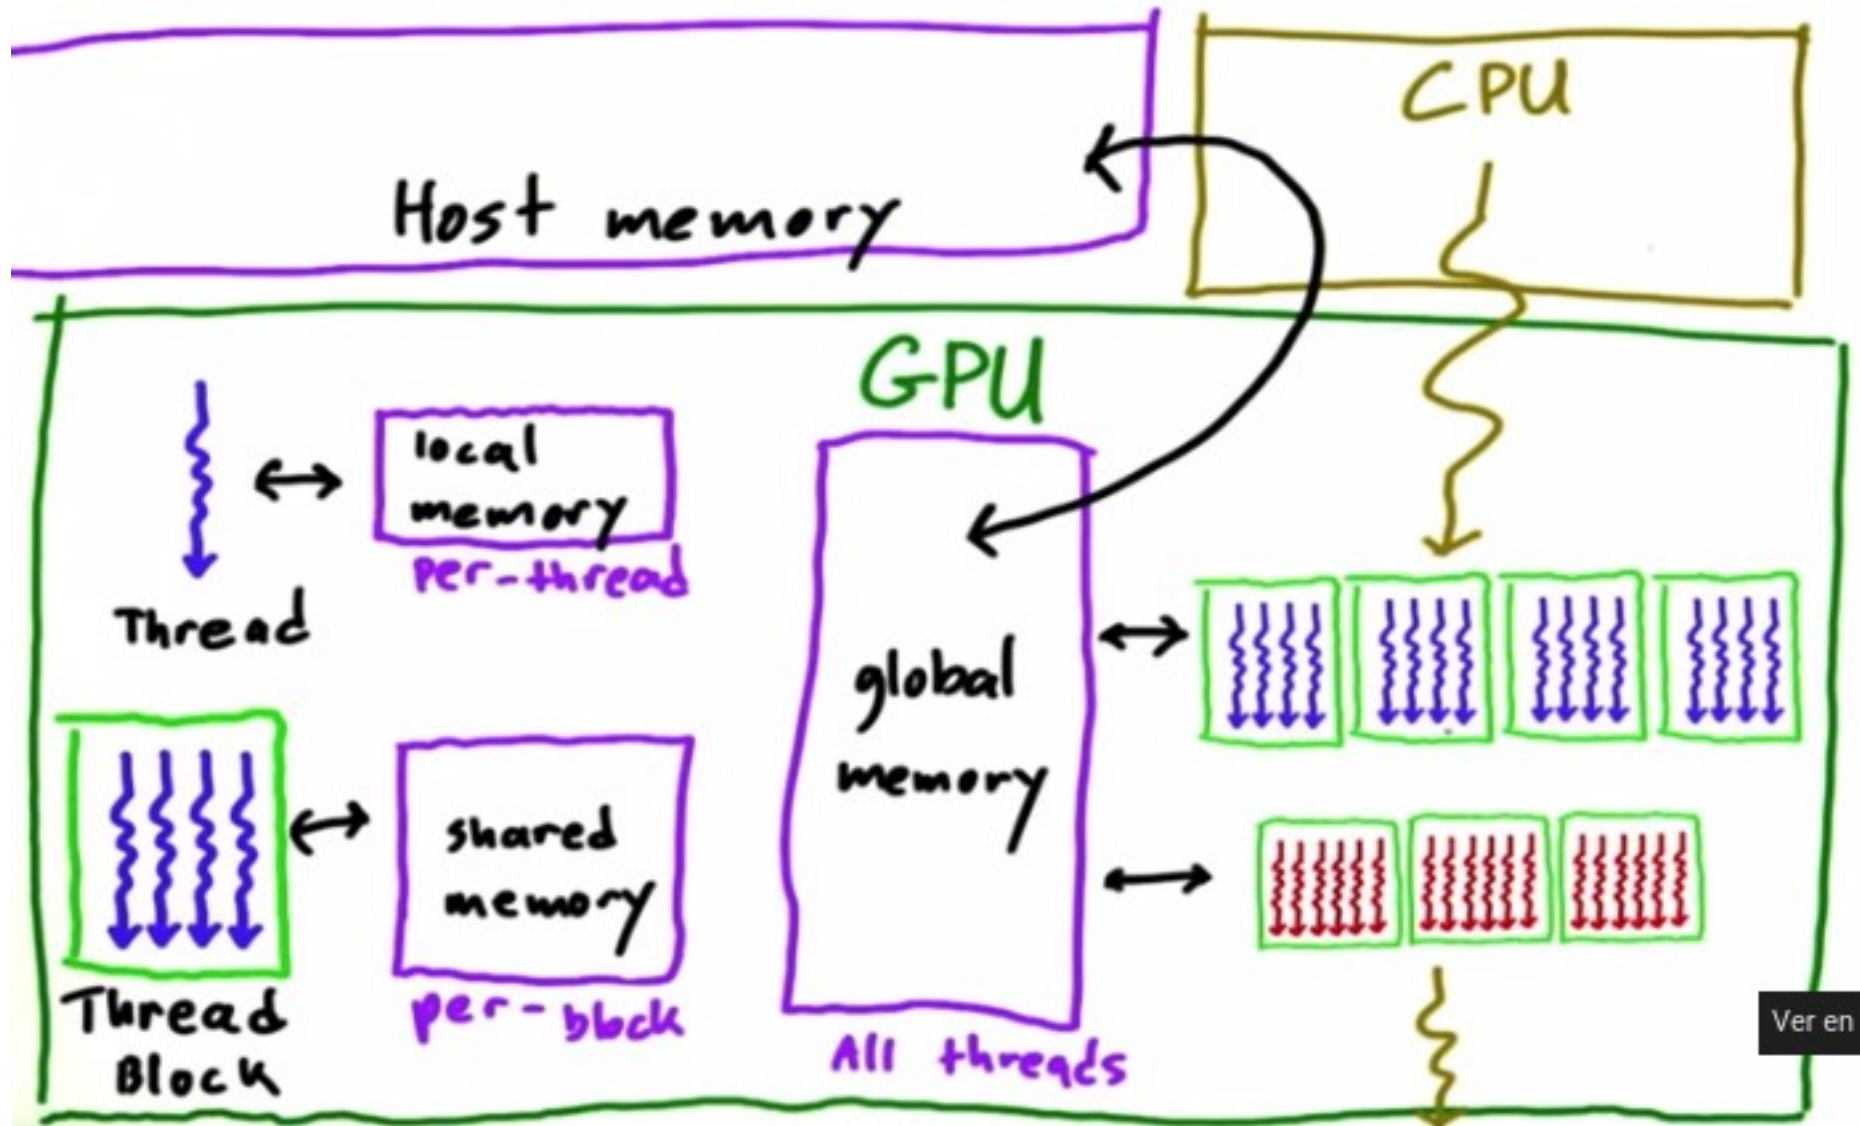 Host memory
CPU
GPU
local
memory
per-thread
Thread
global
memory
All threads
shared
memory
per-block
Thread
Block
Ver en